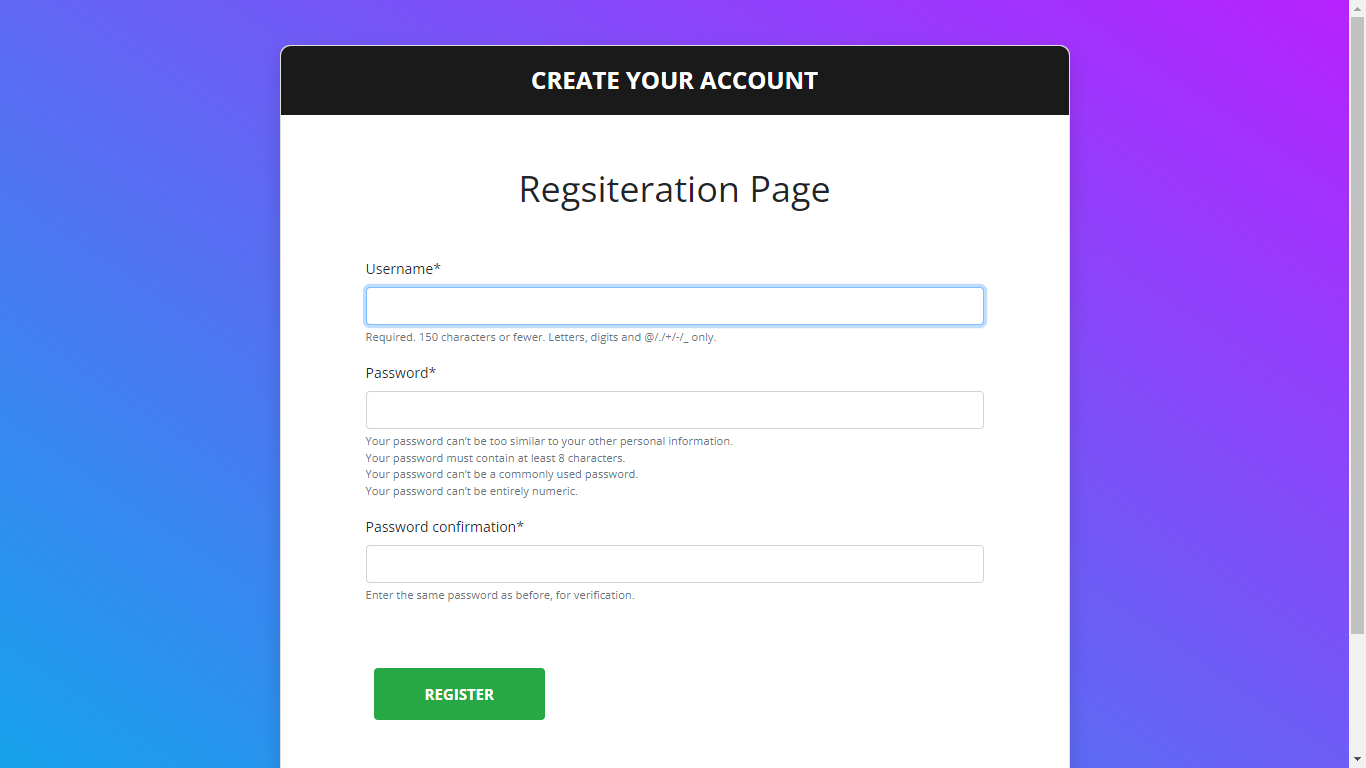 CREATE YOUR ACCOUNT
Regsiteration Page
Username*
Required. 150 characters or fewer. Letters, digits and @/./+/-/_ only.
Password*
Your password can't be too similar to your other personal information.
Your password must contain at least 8 characters.
Your password can't be a commonly used password.
Your password can't be entirely numeric.
Password confirmation*
Enter the same password as before, for verification.
REGISTER